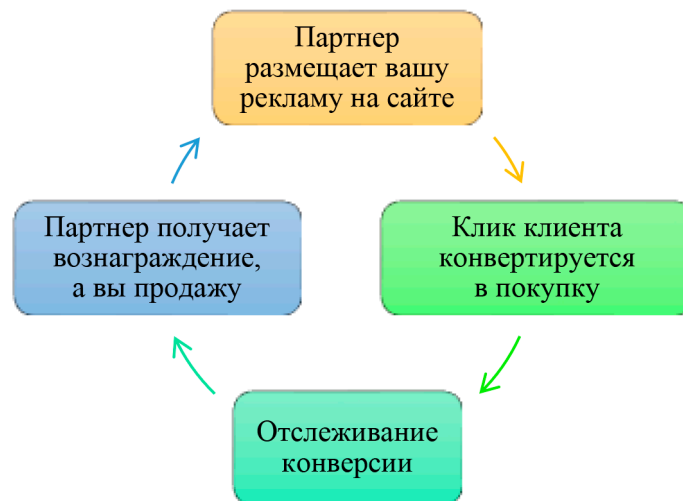 Партнер
размещает вашу
рекламу на сайте
Клик клиента
конвертируется
в покупку
Отслеживание
конверсии
Партнер получает
вознаграждение,
а вы продажу